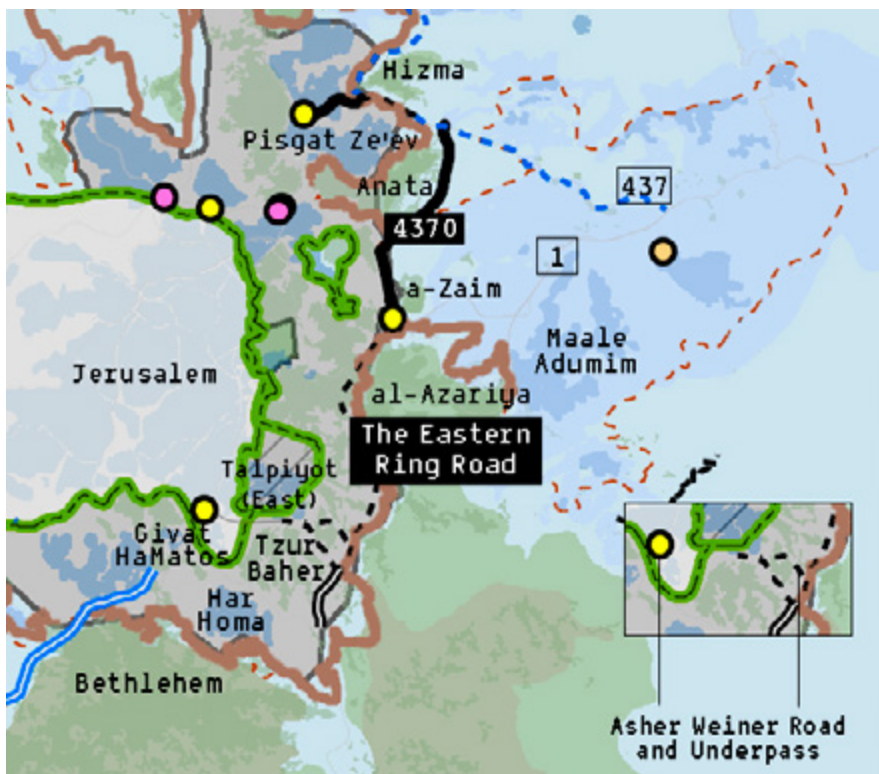 Hizma
Pisgat Ze'ev
Anata
437
4370
1
a-Zaim
Maale
Adumim
Jerusalem
al-Azariya
The Eastern
Ring Road
Talpiyot
(East)
Givat
HaMatos
Tzur
Baher
Har
Homa
Bethlehem
Asher Weiner Road
and Underpass